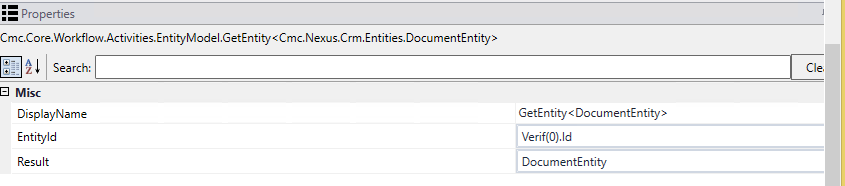 Properties
Cmc.Core.Workflow.Activities.EntityModel.GetEntity<Cmc.Nexus.Crm.Entities.DocumentEntity>
Search: Clea
Misc
DisplayName GetEntity<DocumentEntity>
EntityId Verif(0).Id
Result DocumentEntity